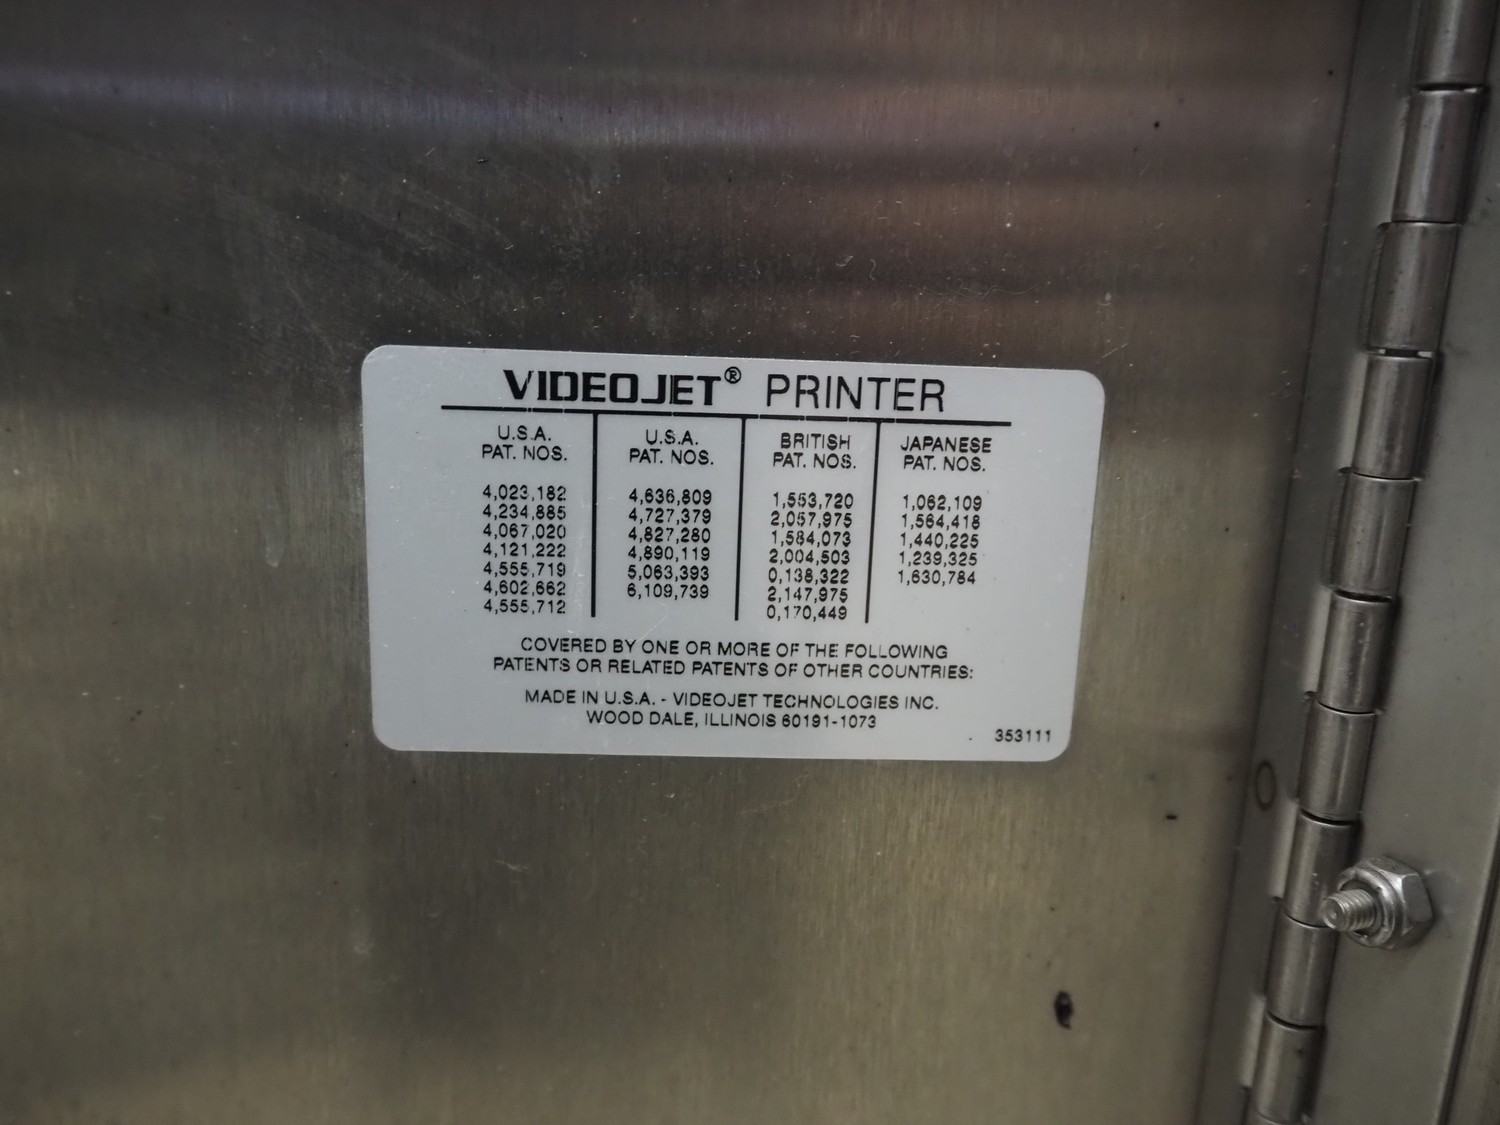 VIDEOJET® PRINTER
U.S.A.
PAT. NOS.
4,023,182
4,234,885
4,067,020
4,121,222
4,555,719
4,602,662
4,555,712
U.S.A.
PAT. NOS.
4,636,809
4,727,379
4,827,280
4,890,119
5,063,393
6,109,739
BRITISH
PAT. NOS.
1,553,720
2,057,975
1,584,073
2,004,503
0,138,322
2,147,975
0,170,449
JAPANESE
PAT. NOS.
1,062,109
1,564,418
1,440,225
1,239,325
1,630,784
COVERED BY ONE OR MORE OF THE FOLLOWING
PATENTS OR RELATED PATENTS OF OTHER COUNTRIES:
MADE IN U.S.A. - VIDEOJET TECHNOLOGIES INC.
WOOD DALE, ILLINOIS 60191-1073
353111